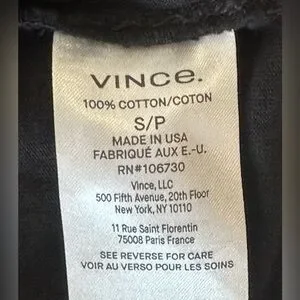 VINCE.
100% COTTON/COTON
S/P
MADE IN USA
FABRIQUÉ AUX E.-U.
RN#106730
Vince, LLC
500 Fifth Avenue, 20th Floor
New York, NY 10110
11 Rue Saint Florentin
75008 Paris France
SEE REVERSE FOR CARE
VOIR AU VERSO POUR LES SOINS